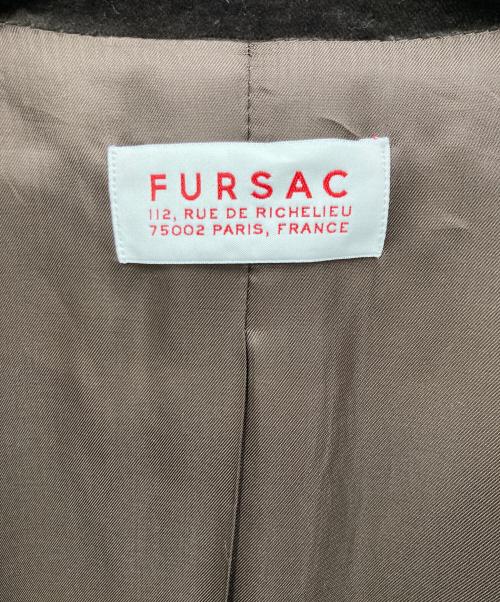 FURSAC
112, RUE DE RICHELIEU
75002 PARIS, FRANCE